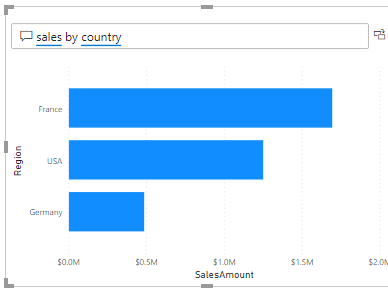 sales by country
France
USA
Germany
Region
$0.0M $0.5M $1.0M $1.5M $2.0M
SalesAmount